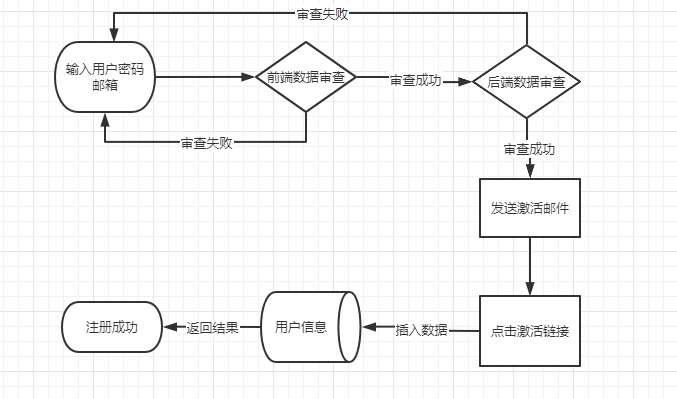 审查失败
输入用户密码
邮箱
前端数据审查
审查成功
后端数据审查
审查失败
审查成功
发送激活邮件
点击激活链接
插入数据
用户信息
返回结果
注册成功